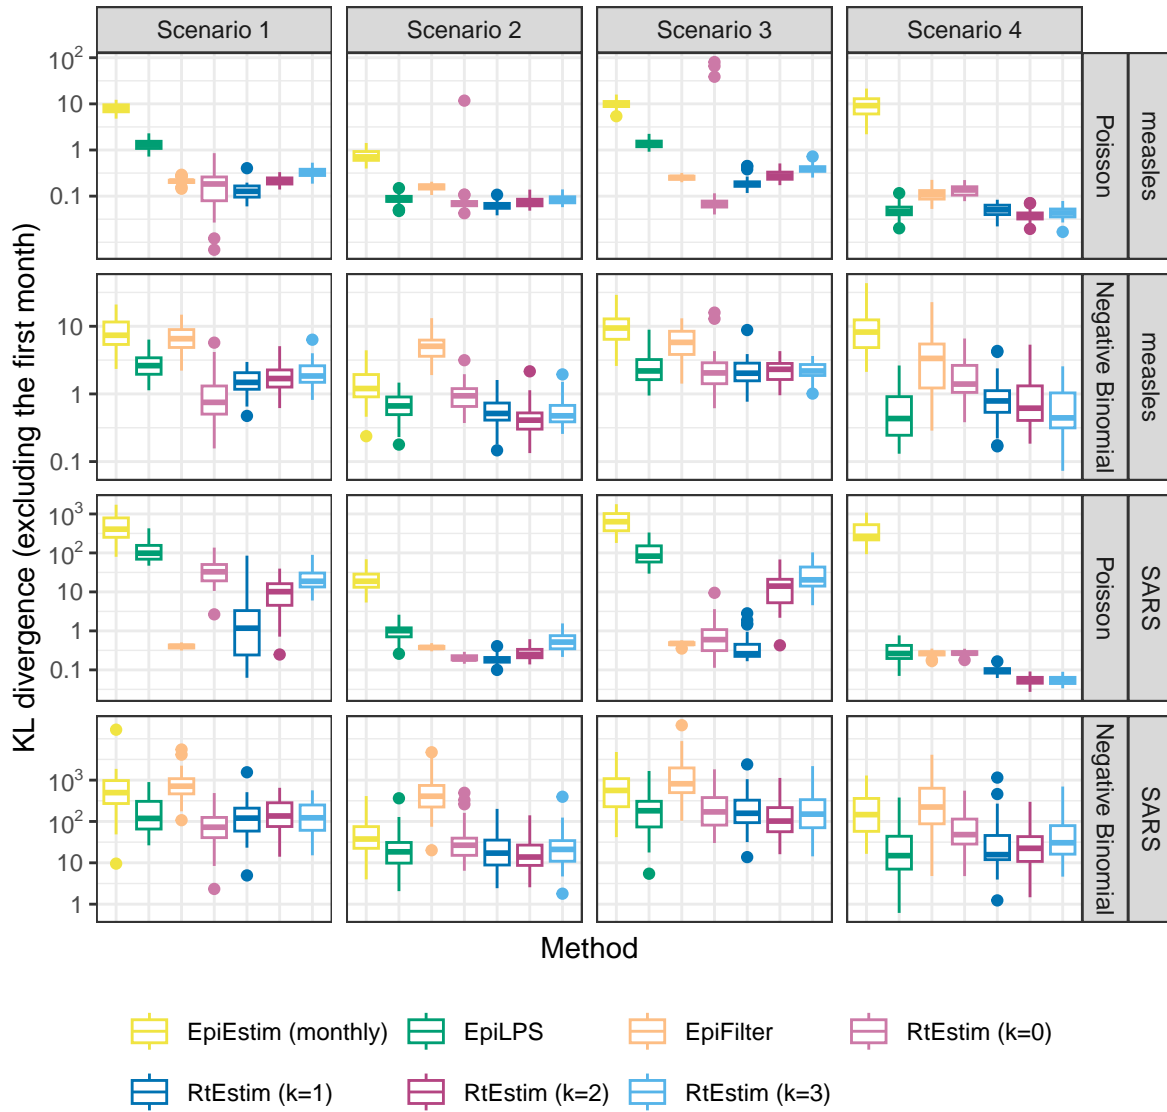 Scenario 1
Scenario 2
Scenario 3
Scenario 4
KL divergence (excluding the first month)
10²
10
1
0.1
Poisson
measles
10
1
0.1
Negative Binomial
measles
10³
10²
10
1
0.1
Poisson
SARS
10³
10²
10
1
Negative Binomial
SARS
Method
EpiEstim (monthly)
EpiLPS
EpiFilter
RtEstim (k=0)
RtEstim (k=1)
RtEstim (k=2)
RtEstim (k=3)